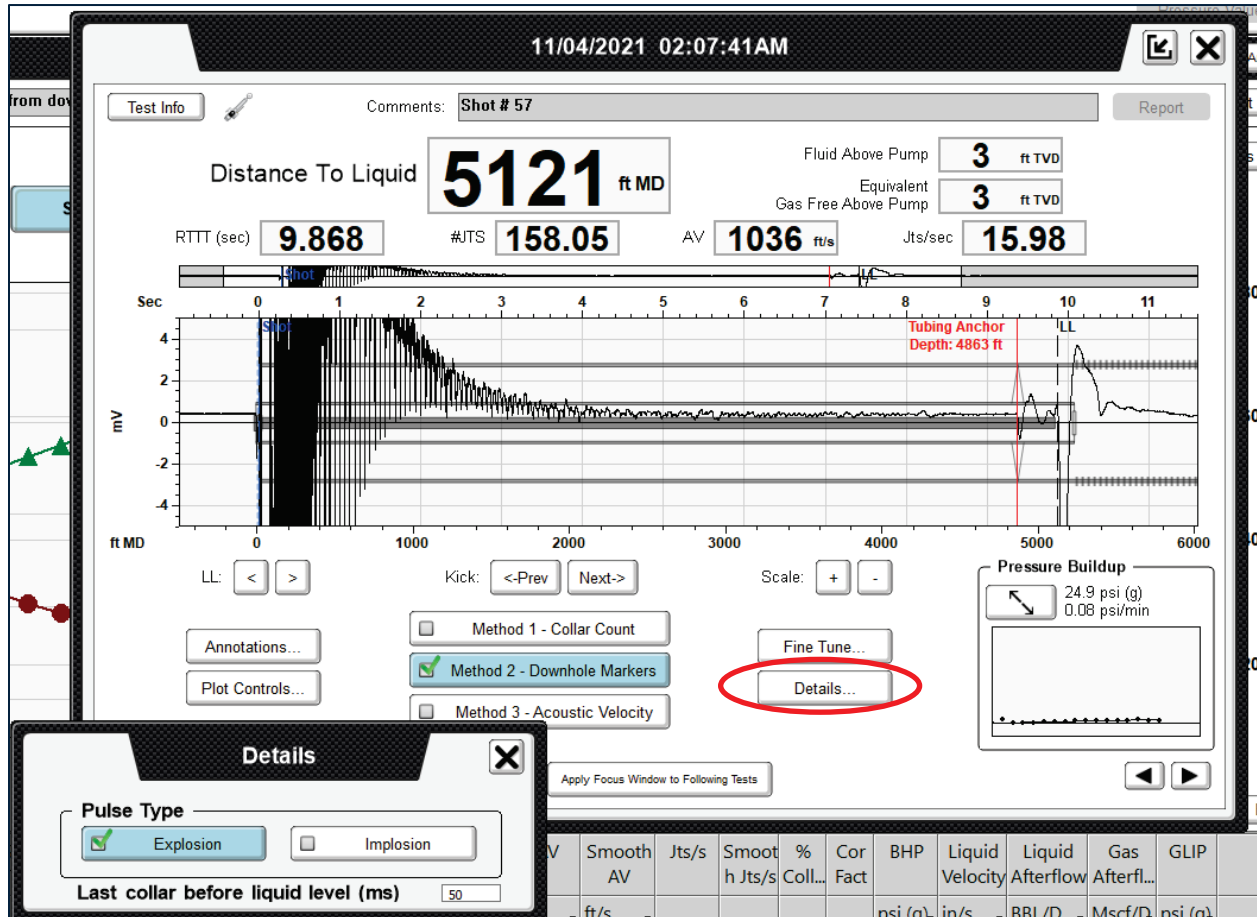 Pressure Value
11/04/2021 02:07:41AM
from dov
Test Info
Comments:
Shot # 57
Report
Distance To Liquid
5121
ft MD
Fluid Above Pump
3
ft TVD
Equivalent
Gas Free Above Pump
3
ft TVD
RTTT (sec)
9.868
#JTS
158.05
AV
1036
ft/s
Jts/sec
15.98
Shot
LL
Sec
0 1 2 3 4 5 6 7 8 9 10 11
Shot
Tubing Anchor
Depth: 4863 ft
LL
mV
4
2
0
-2
-4
ft MD
0 1000 2000 3000 4000 5000 6000
LL:
<
>
Kick:
<-Prev
Next->
Scale:
+
-
Pressure Buildup
24.9 psi (g)
0.08 psi/min
Annotations...
Plot Controls...
Method 1 - Collar Count
Method 2 - Downhole Markers
Method 3 - Acoustic Velocity
Fine Tune...
Details...
Apply Focus Window to Following Tests
Details
Pulse Type
Explosion
Implosion
Last collar before liquid level (ms)
50
V
Smooth
AV
Jts/s
Smoot
h Jts/s
%
Coll...
Cor
Fact
BHP
Liquid
Velocity
Liquid
Afterflow
Gas
Afterfl...
GLIP
ft/s
psi (g)
in/s
BBL/D
Mscf/D
psi (g)